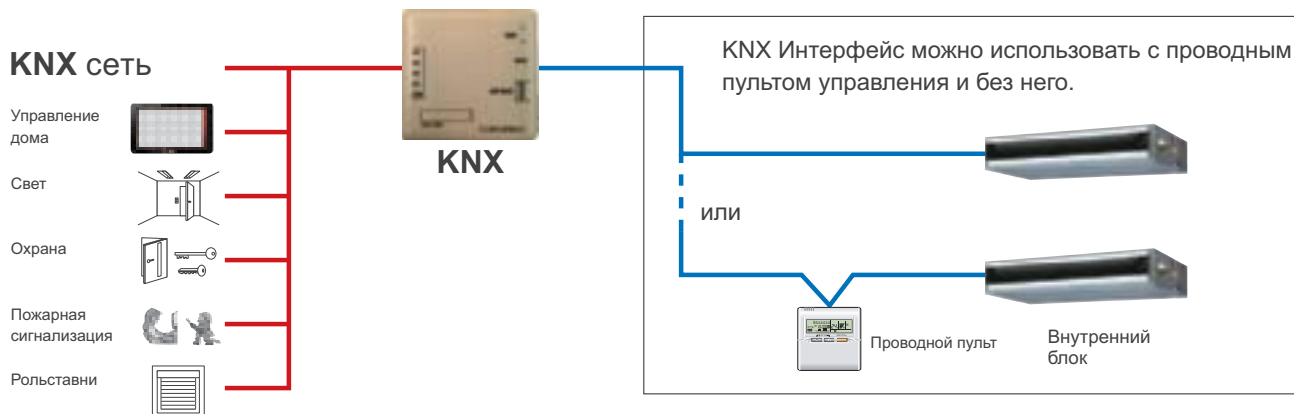 KNX сеть
Управление
дома
Свет
Охрана
Пожарная
сигнализация
Рольставни
KNX
KNX Интерфейс можно использовать с проводным
пультом управления и без него.
или
Проводной пульт
Внутренний
блок